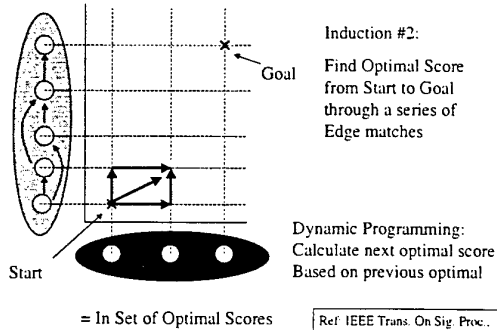 Induction #2:
Find Optimal Score
from Start to Goal
through a series of
Edge matches
Goal
Start
Dynamic Programming:
Calculate next optimal score
Based on previous optimal
= In Set of Optimal Scores
Ref: IEEE Trans. On Sig. Proc.,